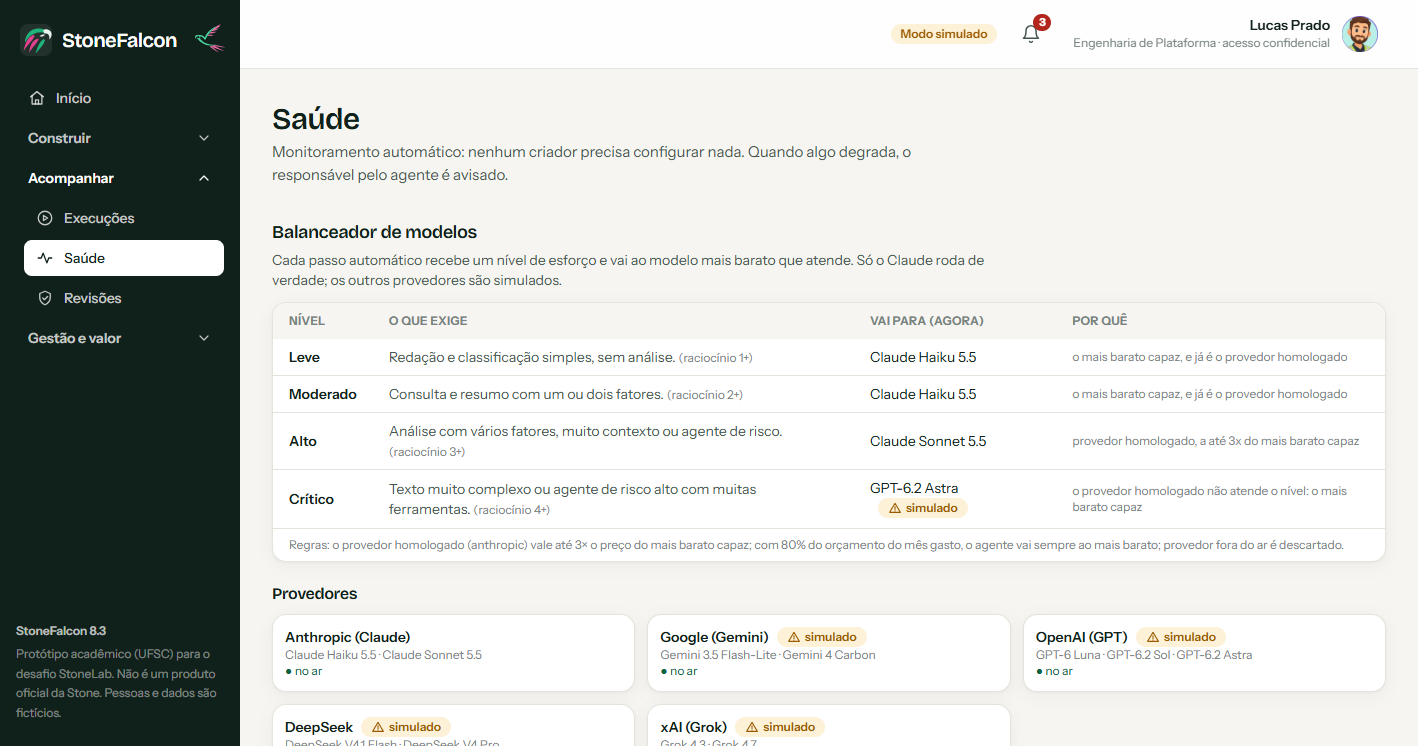 StoneFalcon
Modo simulado
3
Lucas Prado
Engenharia de Plataforma · acesso confidencial
Início
Construir
Acompanhar
Execuções
Saúde
Revisões
Gestão e valor
StoneFalcon 8.3
Protótipo acadêmico (UFSC) para o
desafio StoneLab. Não é um produto
oficial da Stone. Pessoas e dados são
fictícios.
Saúde
Monitoramento automático: nenhum criador precisa configurar nada. Quando algo degrada, o
responsável pelo agente é avisado.
Balanceador de modelos
Cada passo automático recebe um nível de esforço e vai ao modelo mais barato que atende. Só o Claude roda de
verdade; os outros provedores são simulados.
NÍVEL O QUE EXIGE VAI PARA (AGORA) POR QUÊ
Leve Redação e classificação simples, sem análise. (raciocínio 1+) Claude Haiku 5.5 o mais barato capaz, e já é o provedor homologado
Moderado Consulta e resumo com um ou dois fatores. (raciocínio 2+) Claude Haiku 5.5 o mais barato capaz, e já é o provedor homologado
Alto Análise com vários fatores, muito contexto ou agente de risco.
(raciocínio 3+) Claude Sonnet 5.5 provedor homologado, a até 3x do mais barato capaz
Crítico Texto muito complexo ou agente de risco alto com muitas
ferramentas. (raciocínio 4+) GPT-6.2 Astra
simulado
o provedor homologado não atende o nível: o mais
barato capaz
Regras: o provedor homologado (anthropic) vale até 3× o preço do mais barato capaz; com 80% do orçamento do mês gasto, o agente vai sempre ao mais barato; provedor fora do ar é descartado.
Provedores
Anthropic (Claude)
Claude Haiku 5.5 · Claude Sonnet 5.5
● no ar
Google (Gemini) simulado
Gemini 3.5 Flash-Lite · Gemini 4 Carbon
● no ar
OpenAI (GPT) simulado
GPT-6 Luna · GPT-6.2 Sol · GPT-6.2 Astra
● no ar
DeepSeek simulado
DeepSeek V4.1 Flash · DeepSeek V4 Pro
xAI (Grok) simulado
Grok 4.3 · Grok 4.7